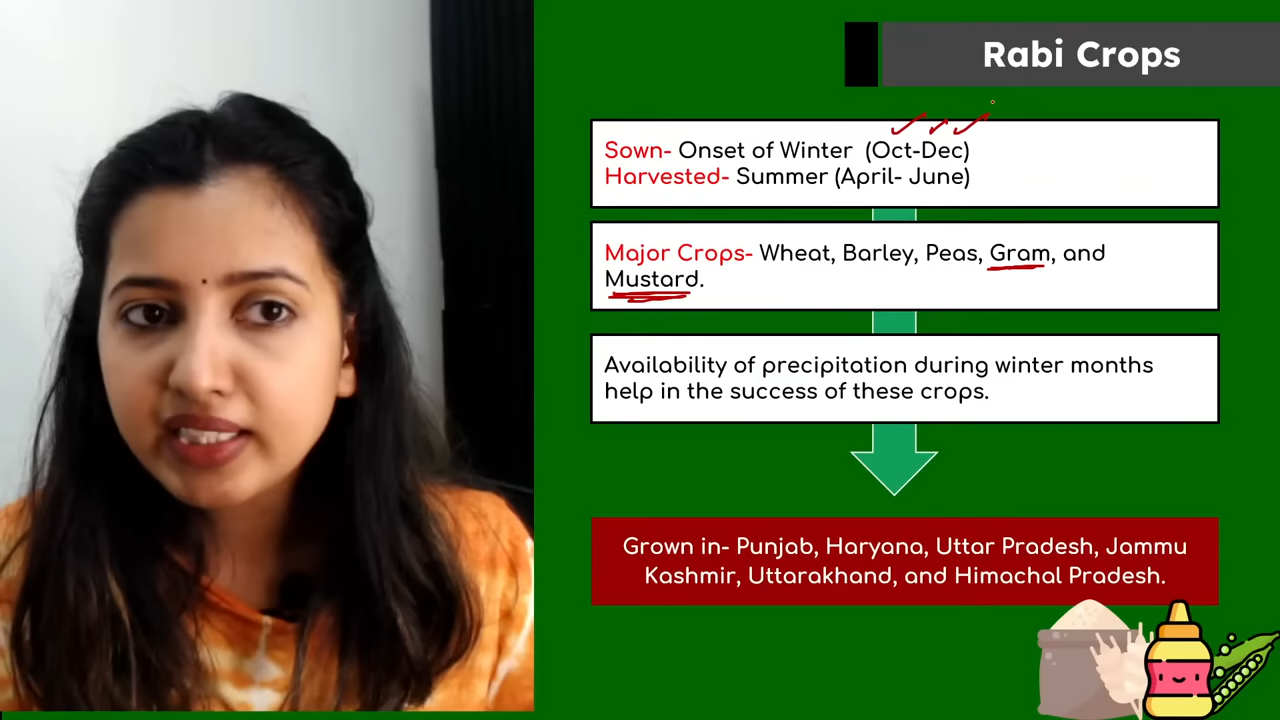 Rabi Crops
Sown- Onset of Winter (Oct-Dec)
Harvested- Summer (April- June)
Major Crops- Wheat, Barley, Peas, Gram, and
Mustard.
Availability of precipitation during winter months
help in the success of these crops.
Grown in- Punjab, Haryana, Uttar Pradesh, Jammu
Kashmir, Uttarakhand, and Himachal Pradesh.